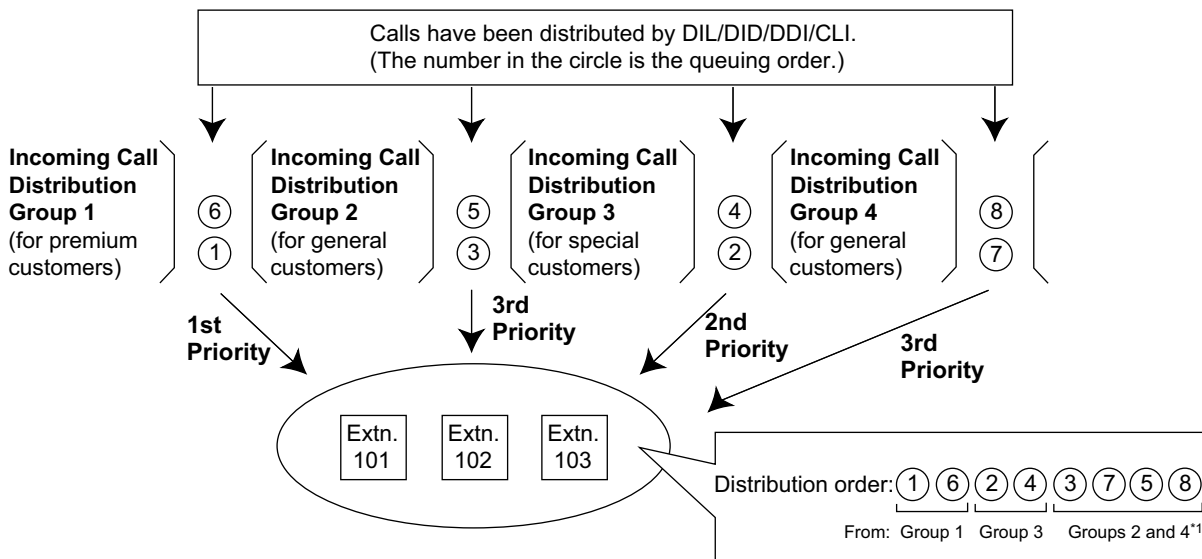 Calls have been distributed by DIL/DID/DDI/CLI.
(The number in the circle is the queuing order.)
Incoming Call
Distribution
Group 1
(for premium
customers)
6
1
Incoming Call
Distribution
Group 2
(for general
customers)
5
3
Incoming Call
Distribution
Group 3
(for special
customers)
4
2
Incoming Call
Distribution
Group 4
(for general
customers)
8
7
1st
Priority
3rd
Priority
2nd
Priority
3rd
Priority
Extn.
101
Extn.
102
Extn.
103
Distribution order: 1 6 2 4 3 7 5 8
From: Group 1 Group 3 Groups 2 and 4*1